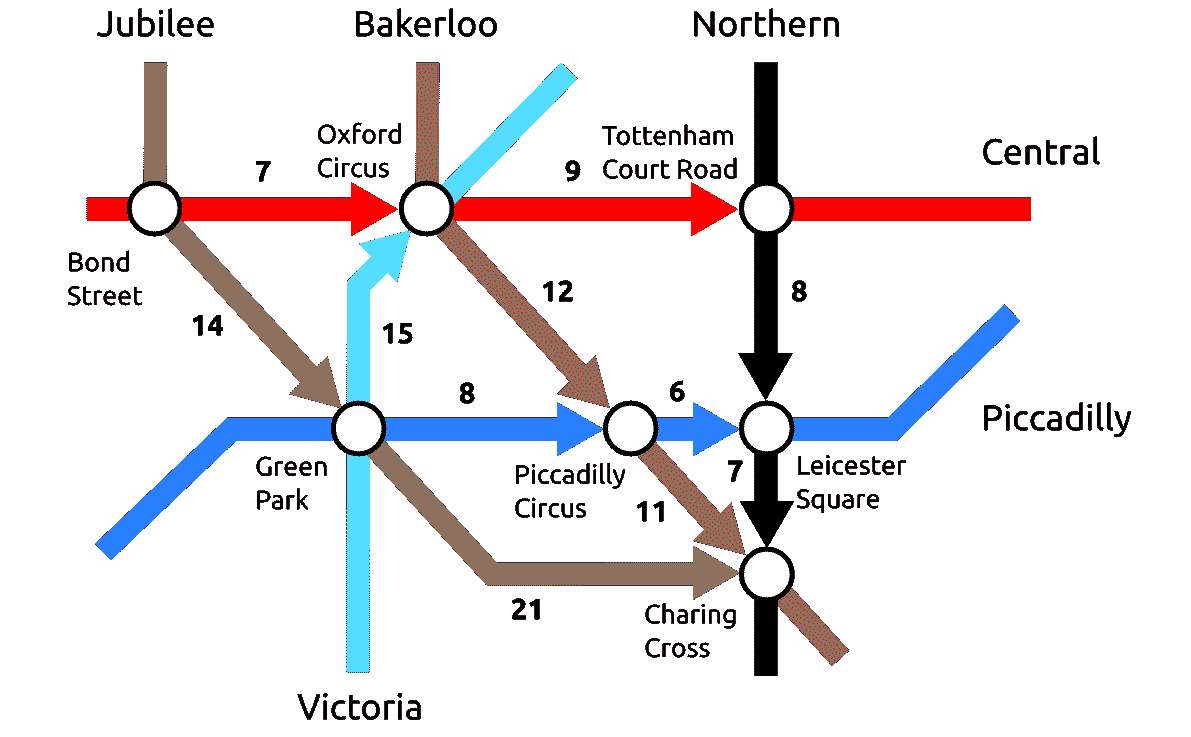 Jubilee
Bakerloo
Northern
Oxford
Circus
Tottenham
Court Road
Central
7
9
Bond
Street
12
8
14
15
8
6
Piccadilly
Green
Park
Piccadilly
Circus
7
Leicester
Square
11
21
Charing
Cross
Victoria